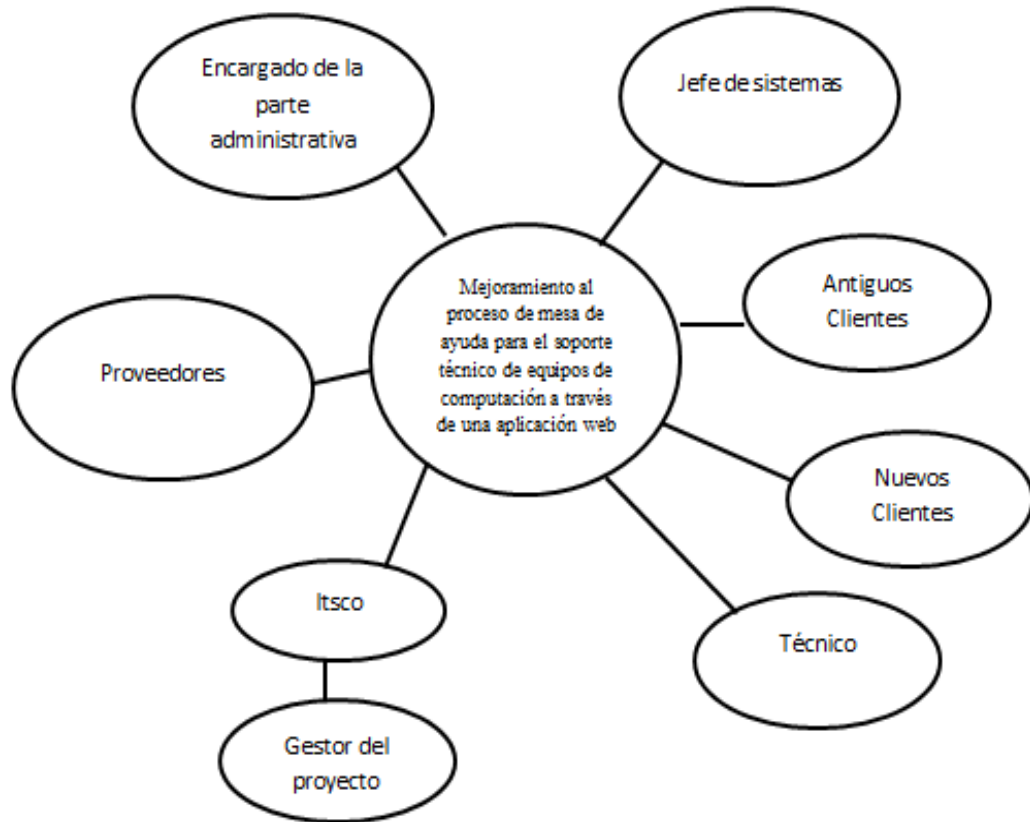 Encargado de la
parte
administrativa
Jefe de sistemas
Mejoramiento al
proceso de mesa de
ayuda para el soporte
técnico de equipos de
computación a través
de una aplicación web
Antiguos
Clientes
Proveedores
Nuevos
Clientes
Itsco
Técnico
Gestor del
proyecto